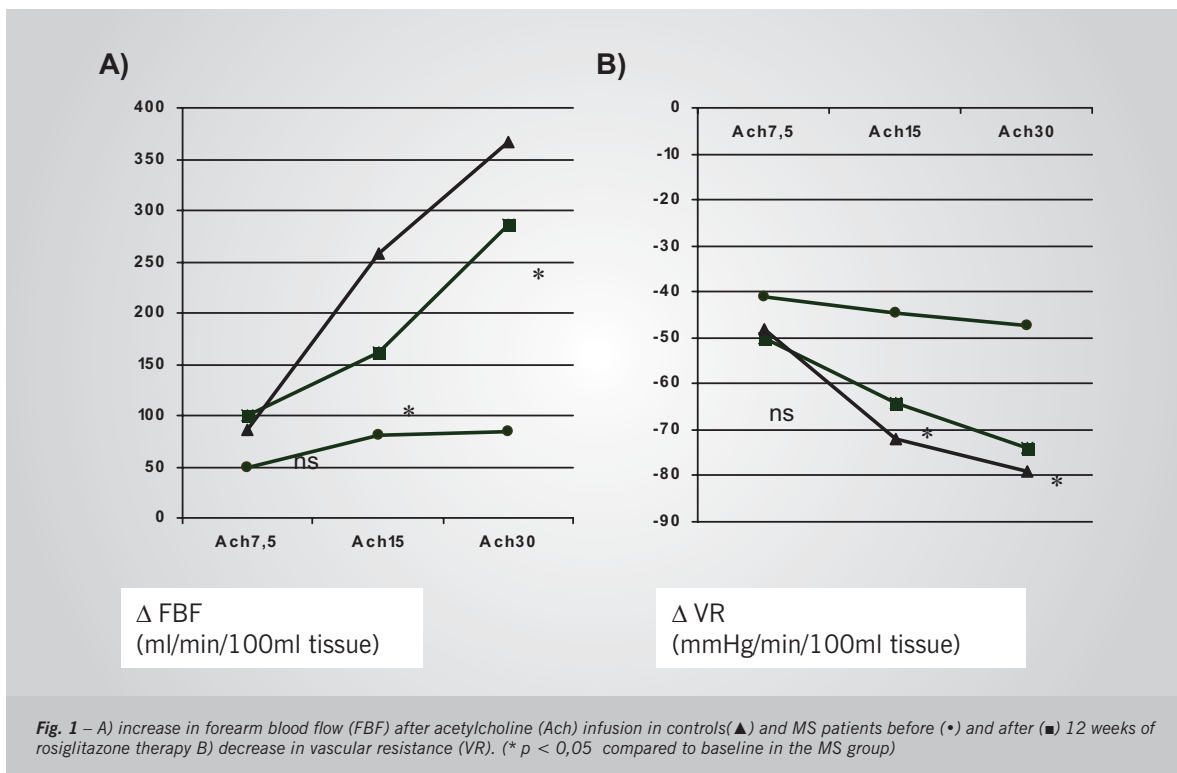 A)
400
350
300
250
200
150
100
50
0
*
*
ns
Ach7,5 Ach15 Ach30
Δ FBF
(ml/min/100ml tissue)
B)
0
-10
-20
-30
-40
-50
-60
-70
-80
-90
Ach7,5 Ach15 Ach30
ns
*
*
Δ VR
(mmHg/min/100ml tissue)
Fig. 1 – A) increase in forearm blood flow (FBF) after acetylcholine (Ach) infusion in controls(▲) and MS patients before (•) and after (■) 12 weeks of
rosiglitazone therapy B) decrease in vascular resistance (VR). (* p < 0,05 compared to baseline in the MS group)